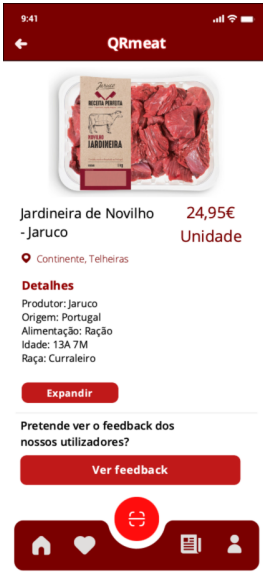 9:41
QRmeat
Jaruco
RECEITA PERFEITA
NOVILHO
JARDINEIRA
Jardineira de Novilho
- Jaruco
24,95€
Unidade
Continente, Telheiras
Detalhes
Produtor: Jaruco
Origem: Portugal
Alimentação: Ração
Idade: 13A 7M
Raça: Curraleiro
Expandir
Pretende ver o feedback dos
nossos utilizadores?
Ver feedback